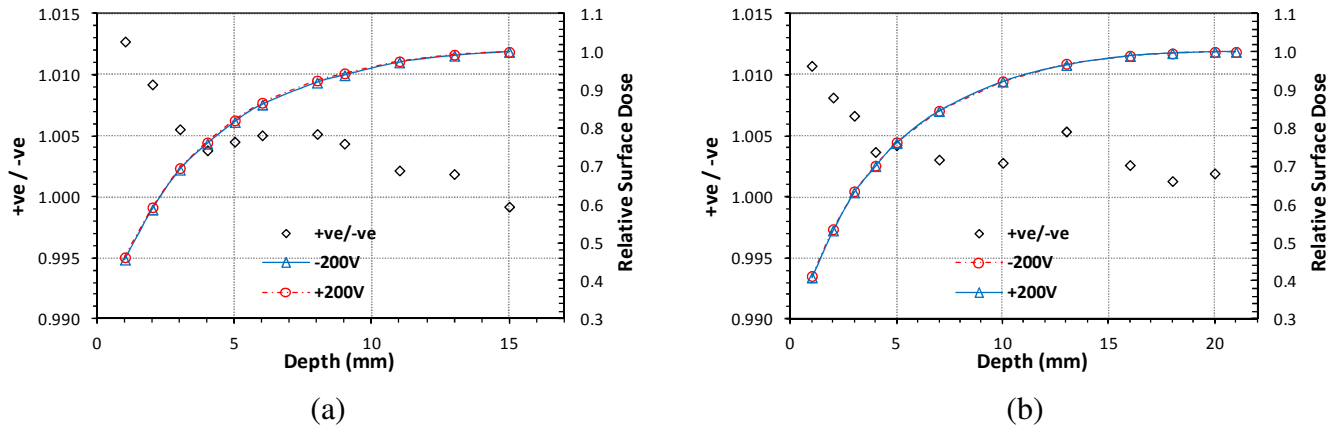 1.015 1.1 1.015 1.1
1.0 1.0
1.010 0.9 1.010 0.9
1.005 0.8 1.005 0.8
0.7 0.7
1.000 0.6 1.000 0.6
0.995 0.5 0.995 0.5
0.4 0.4
0.990 0.3 0.990 0.3
+ve / -ve
Relative Surface Dose
+ve/-ve
-200V
+200V
0 5 10 15
Depth (mm)
(a)
+ve / -ve
Relative Surface Dose
+ve/-ve
-200V
+200V
0 5 10 15 20
Depth (mm)
(b)